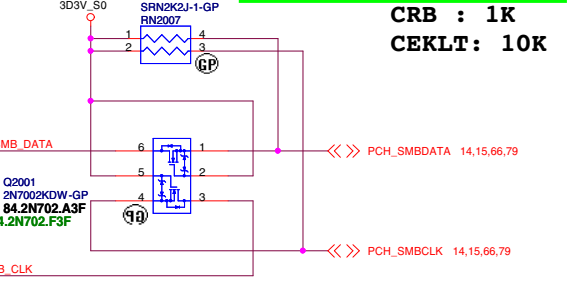 3D3V_S0
SRN2K2J-1-GP
RN2007
CRB : 1K
CEKLT: 10K
1
4
2
3
GP
MB_DATA
6
1
PCH_SMBDATA 14,15,66,79
5
2
Q2001
2N7002KDW-GP
84.2N702.A3F
4.2N702.F3F
4
3
GP
PCH_SMBCLK 14,15,66,79
B_CLK